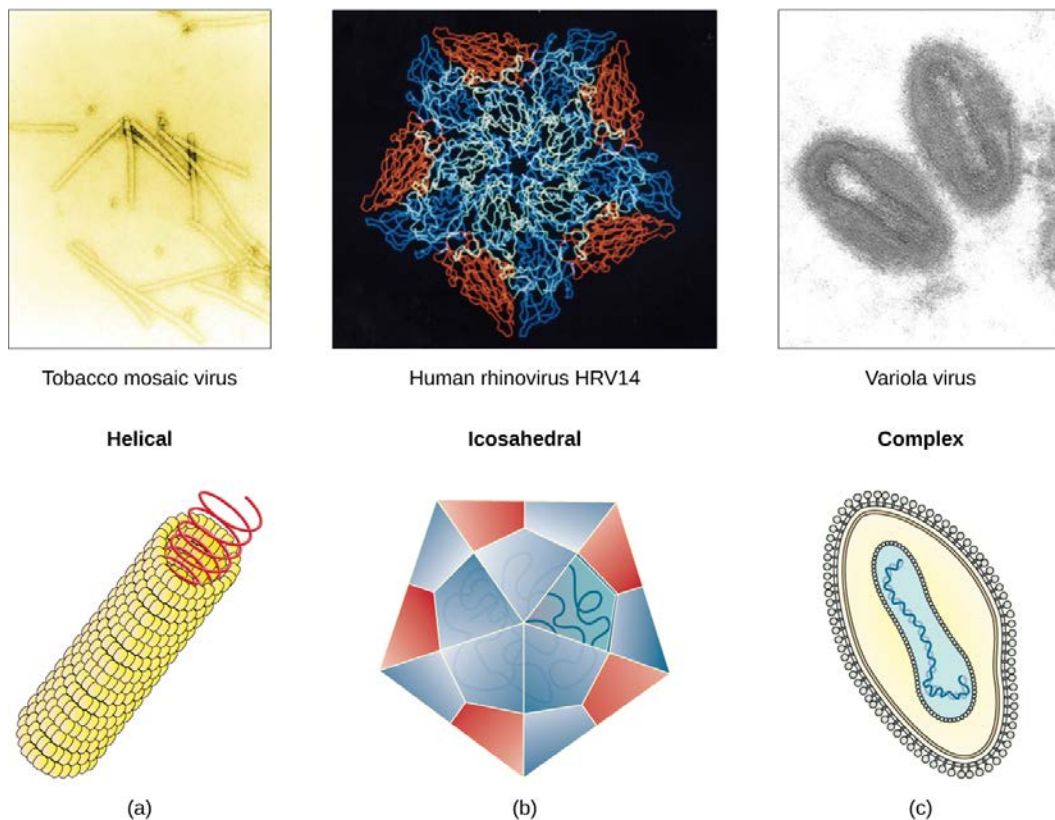 Tobacco mosaic virus
Human rhinovirus HRV14
Variola virus
Helical
Icosahedral
Complex
(a)
(b)
(c)